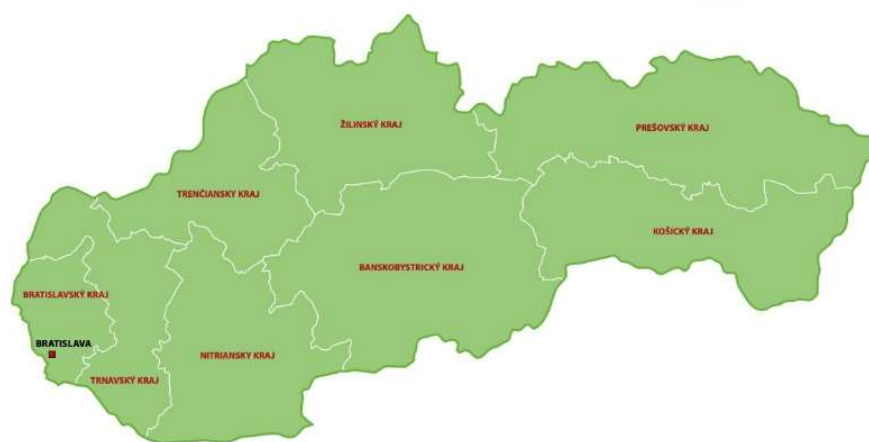 ŽILINSKÝ KRAJ
PREŠOVSKÝ KRAJ
TRENČIANSKY KRAJ
KOŠICKÝ KRAJ
BANSKOBYSTRICKÝ KRAJ
BRATISLAVSKÝ KRAJ
BRATISLAVA
NITRIANSKY KRAJ
TRNAVSKÝ KRAJ